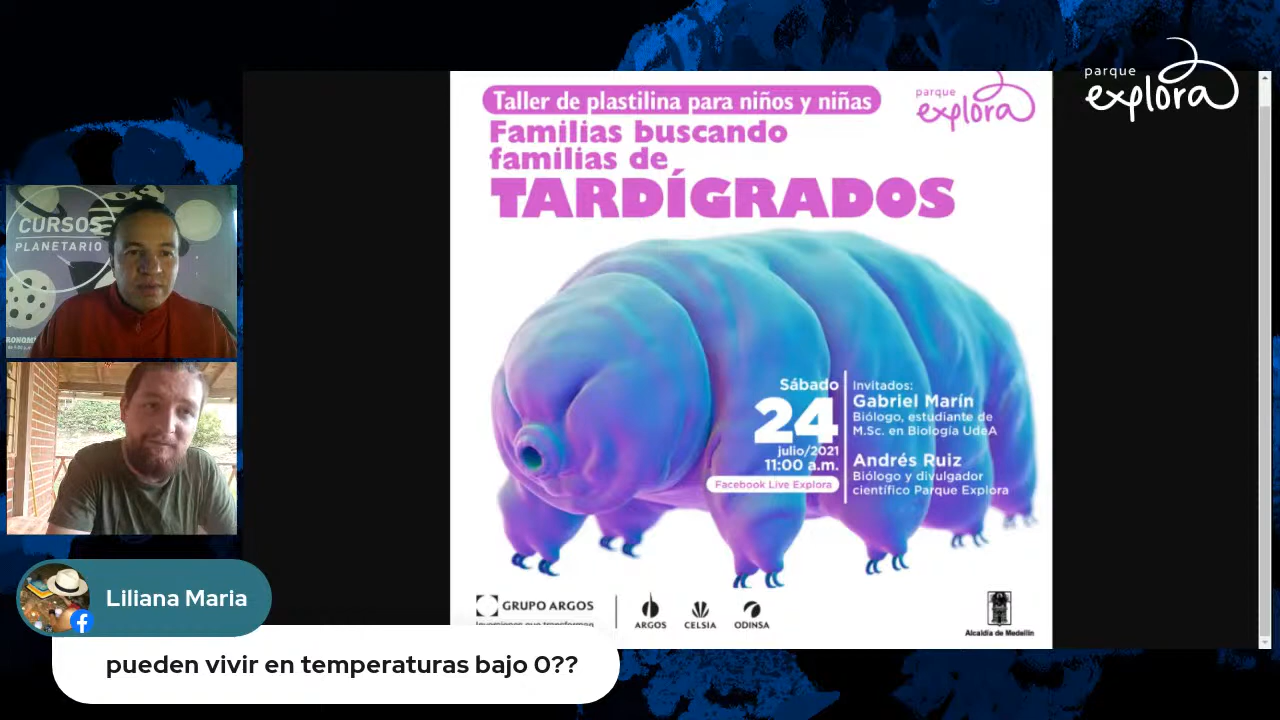 parque
explora
Taller de plastilina para niños y niñas
parque
explora
Familias buscando
familias de
TARDÍGRADOS
CURSOS
PLANETARIO
Sábado
24
julio/2021
11:00 a.m.
Facebook Live Explora
Invitados:
Gabriel Marín
Biólogo, estudiante de
M.Sc. en Biología UdeA
Andrés Ruiz
Biólogo y divulgador
científico Parque Explora
GRUPO ARGOS
Inversiones que transforman
ARGOS
CELSIA
ODINSA
Alcaldía de Medellín
Liliana Maria
pueden vivir en temperaturas bajo 0??